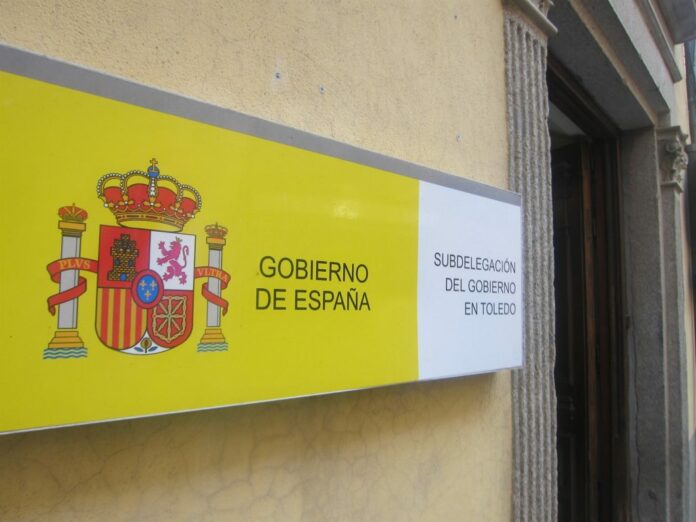 PLVS VLTRA
GOBIERNO
DE ESPAÑA
SUBDELEGACIÓN
DEL GOBIERNO
EN TOLEDO